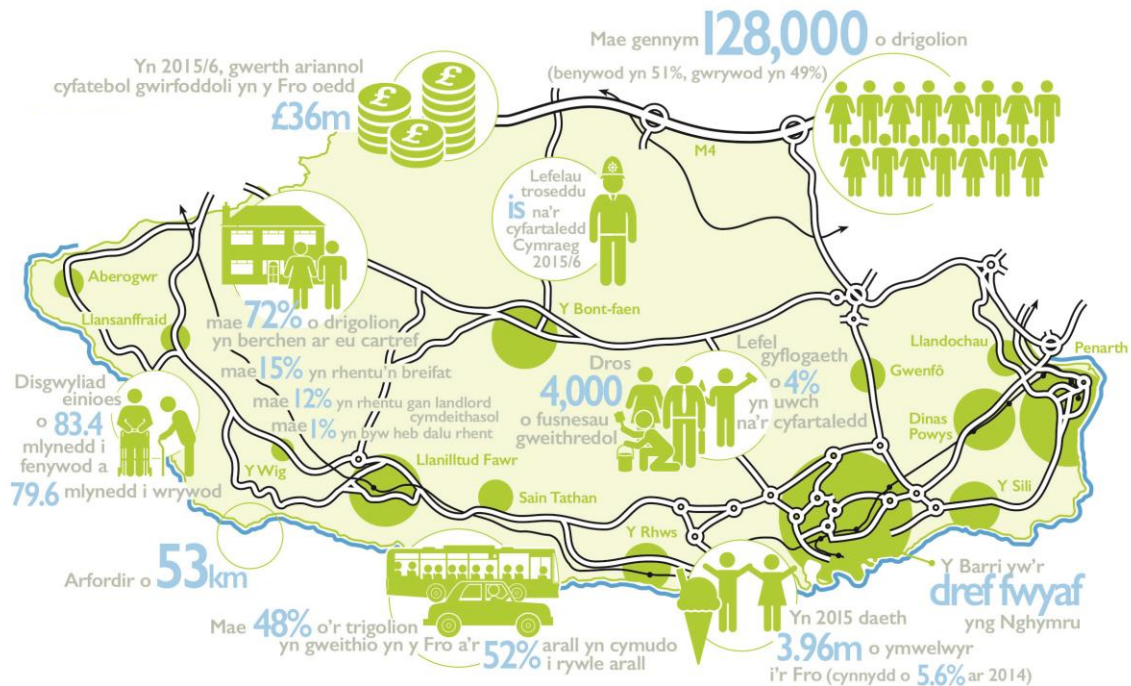 Yn 2015/6, gwerth ariannol
cyfatebol gwirfoddoli yn y Fro oedd
£36m
Mae gennym 128,000 o drigolion
(benywod yn 51%, gwrywod yn 49%)
M4
Lefelau
troseddu
is na'r
cyfartaledd
Cymraeg
2015/6
Aberogwr
Llansanffraid
mae 72% o drigolion
yn berchen ar eu cartref
mae 15% yn rhentu'n breifat
mae 12% yn rhentu gan landlord
cymdeithasol
mae 1% yn byw heb dalu rhent
Y Bont-faen
Dros
4,000
o fusnesau
gweithredol
Lefel
gyflogaeth
o 4%
yn uwch
na'r cyfartaledd
Llandochau
Penarth
Gwenfô
Dinas
Powys
Disgwyliad
einioes
o 83.4
mlynedd i
fenywod a
79.6 mlynedd i wrywod
Y Wig
Llanilltud Fawr
Sain Tathan
Y Rhws
Y Sili
Arfordir o 53km
Mae 48% o'r trigolion
yn gweithio yn y Fro a'r 52% arall yn cymudo
i rywle arall
Yn 2015 daeth
3.96m o ymwelwyr
i'r Fro (cynnydd o 5.6% ar 2014)
Y Barri yw'r
dref fwyaf
yng Nghymru
£
£
£